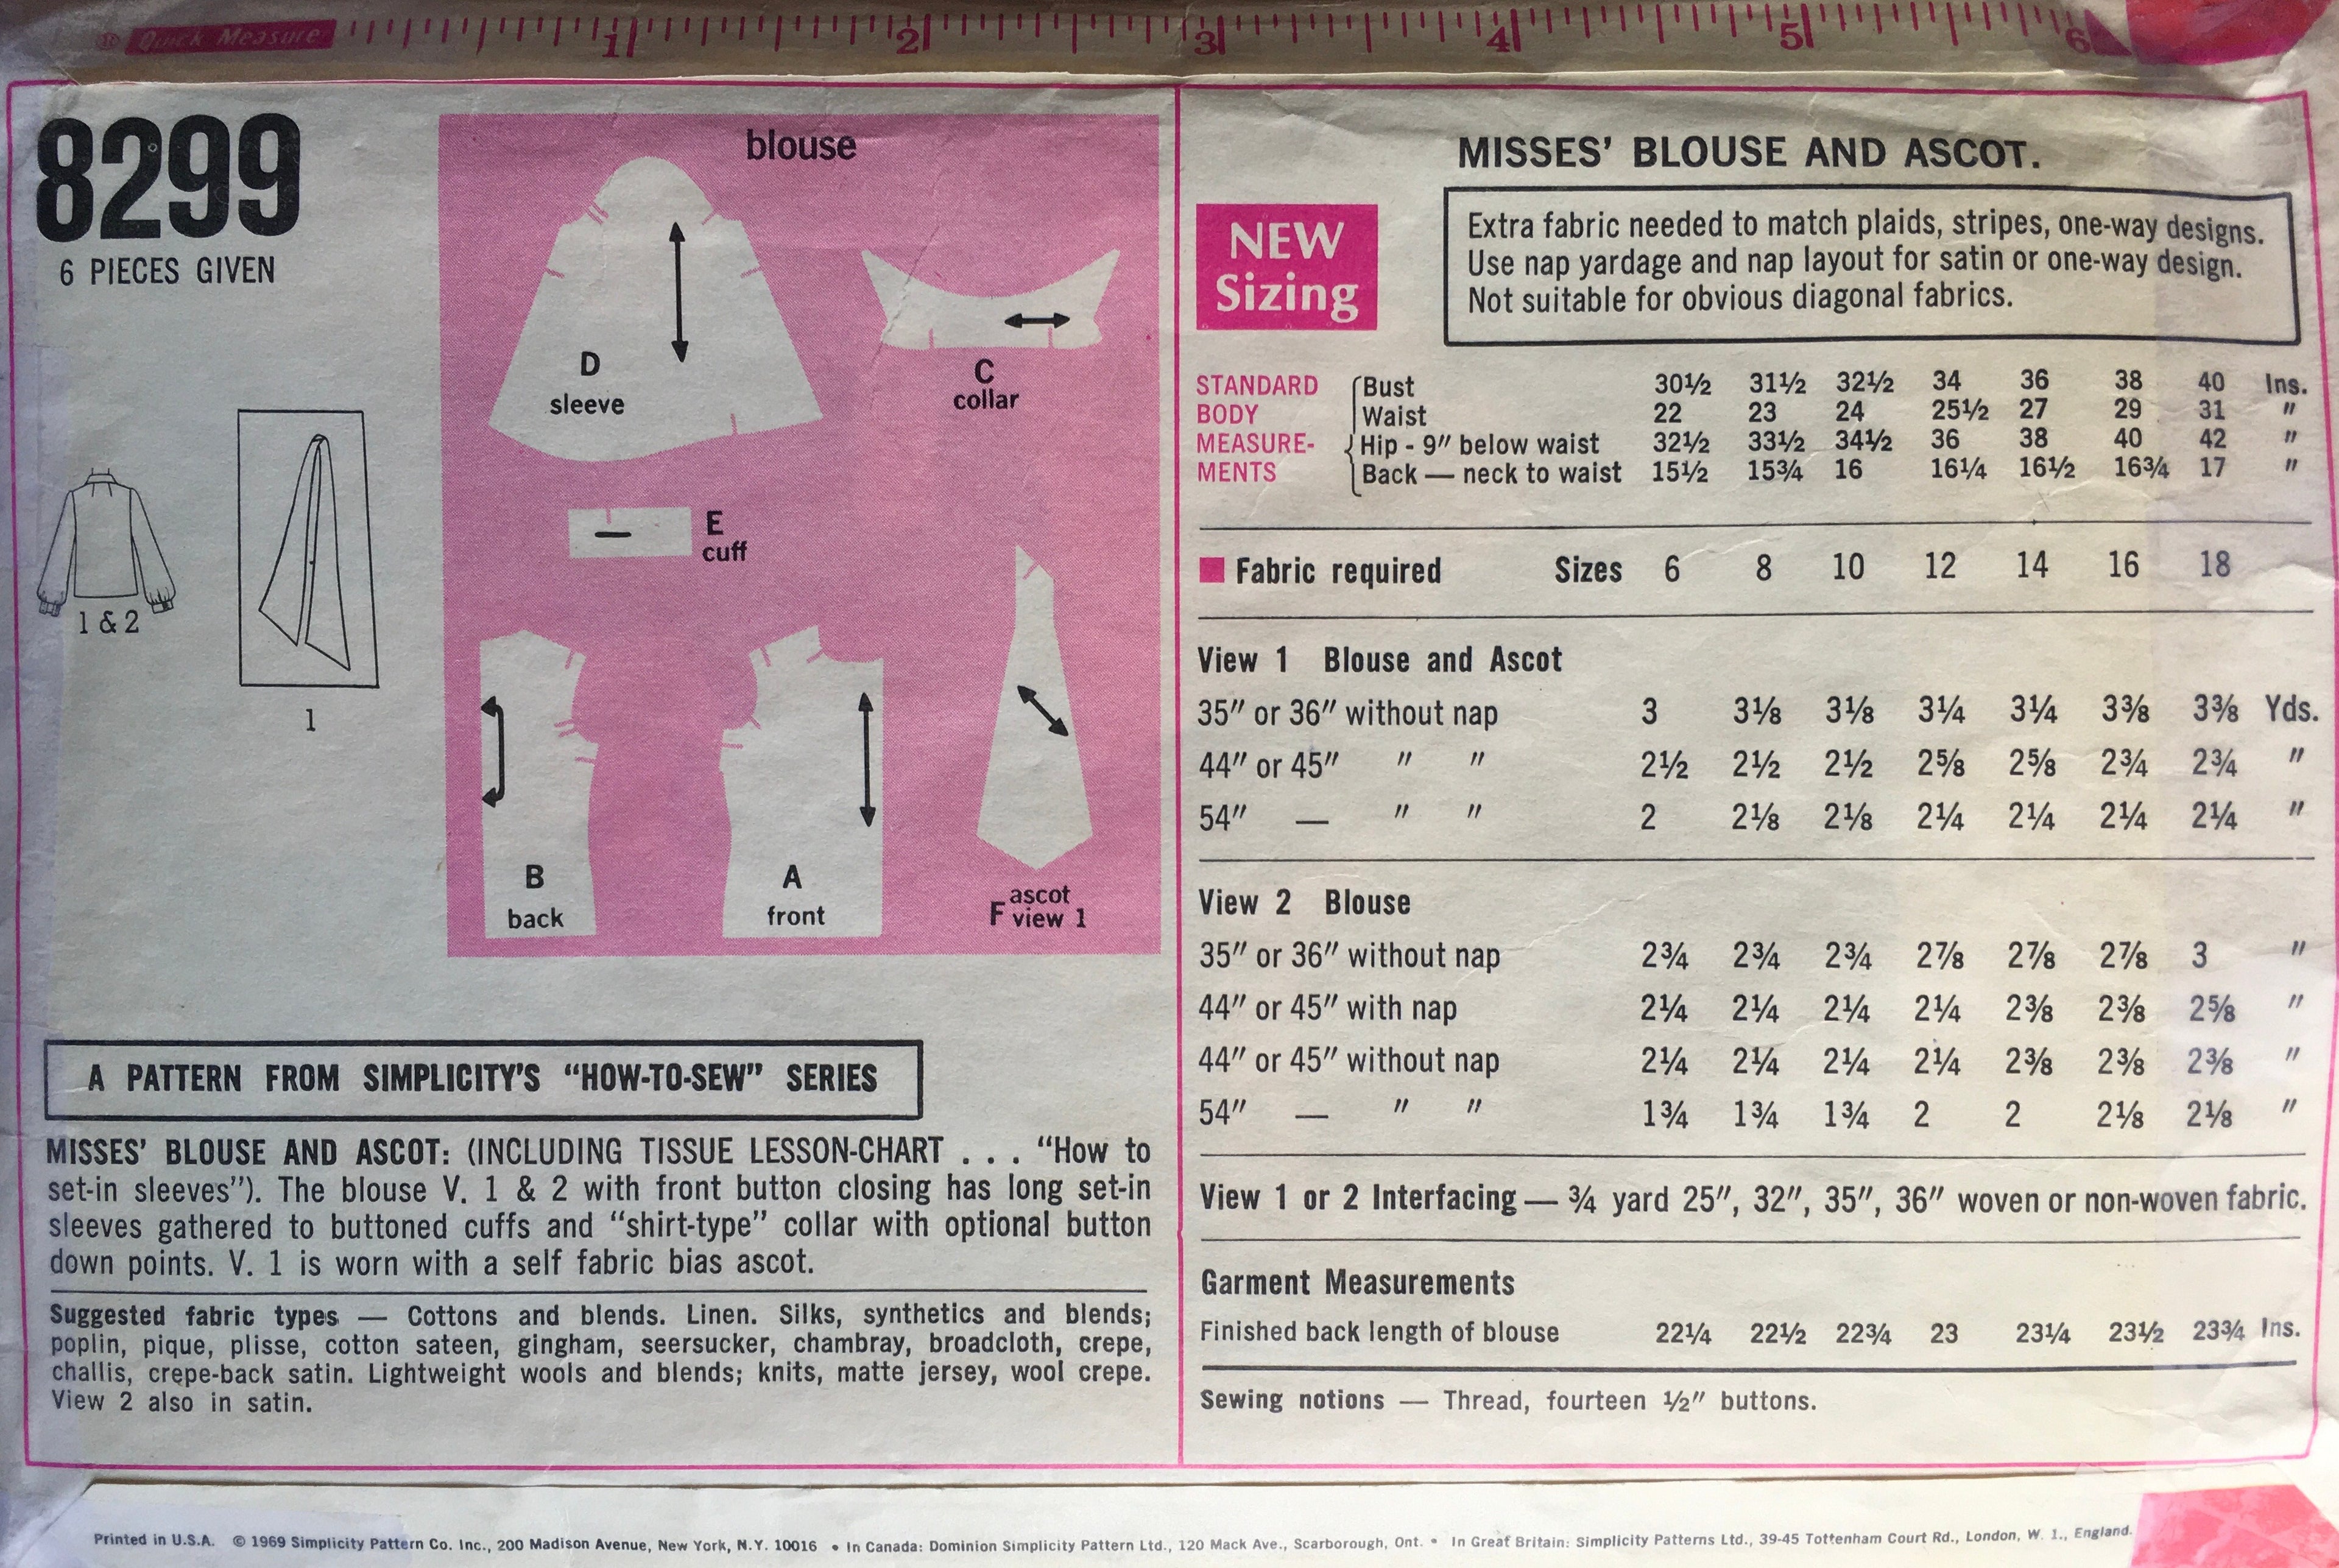 ® Quick Measure 1 2 3 4 5 6
8299
6 PIECES GIVEN
1 & 2
1
blouse
D
sleeve
C
collar
E
cuff
B
back
A
front
ascot
F view 1
A PATTERN FROM SIMPLICITY'S “HOW-TO-SEW” SERIES
MISSES' BLOUSE AND ASCOT: (INCLUDING TISSUE LESSON-CHART . . . “How to
set-in sleeves”). The blouse V. 1 & 2 with front button closing has long set-in
sleeves gathered to buttoned cuffs and “shirt-type” collar with optional button
down points. V. 1 is worn with a self fabric bias ascot.
Suggested fabric types — Cottons and blends. Linen. Silks, synthetics and blends;
poplin, pique, plisse, cotton sateen, gingham, seersucker, chambray, broadcloth, crepe,
challis, crepe-back satin. Lightweight wools and blends; knits, matte jersey, wool crepe.
View 2 also in satin.
MISSES' BLOUSE AND ASCOT.
NEW
Sizing
Extra fabric needed to match plaids, stripes, one-way designs.
Use nap yardage and nap layout for satin or one-way design.
Not suitable for obvious diagonal fabrics.
STANDARD Bust 30½ 31½ 32½ 34 36 38 40 Ins.
BODY Waist 22 23 24 25½ 27 29 31 ″
MEASURE- Hip - 9″ below waist 32½ 33½ 34½ 36 38 40 42 ″
MENTS Back — neck to waist 15½ 15¾ 16 16¼ 16½ 16¾ 17 ″
Fabric required Sizes 6 8 10 12 14 16 18
View 1 Blouse and Ascot
35″ or 36″ without nap 3 3⅛ 3⅛ 3¼ 3¼ 3⅜ 3⅜ Yds.
44″ or 45″ ″ ″ 2½ 2½ 2½ 2⅝ 2⅝ 2¾ 2¾ ″
54″ — ″ ″ 2 2⅛ 2⅛ 2¼ 2¼ 2¼ 2¼ ″
View 2 Blouse
35″ or 36″ without nap 2¾ 2¾ 2¾ 2⅞ 2⅞ 2⅞ 3 ″
44″ or 45″ with nap 2¼ 2¼ 2¼ 2¼ 2⅜ 2⅜ 2⅝ ″
44″ or 45″ without nap 2¼ 2¼ 2¼ 2¼ 2⅜ 2⅜ 2⅜ ″
54″ — ″ ″ 1¾ 1¾ 1¾ 2 2 2⅛ 2⅛ ″
View 1 or 2 Interfacing — ¾ yard 25″, 32″, 35″, 36″ woven or non-woven fabric.
Garment Measurements
Finished back length of blouse 22¼ 22½ 22¾ 23 23¼ 23½ 23¾ Ins.
Sewing notions — Thread, fourteen ½″ buttons.
Printed in U.S.A. © 1969 Simplicity Pattern Co. Inc., 200 Madison Avenue, New York, N.Y. 10016 • In Canada: Dominion Simplicity Pattern Ltd., 120 Mack Ave., Scarborough, Ont. • In Great Britain: Simplicity Patterns Ltd., 39-45 Tottenham Court Rd., London, W. 1., England.